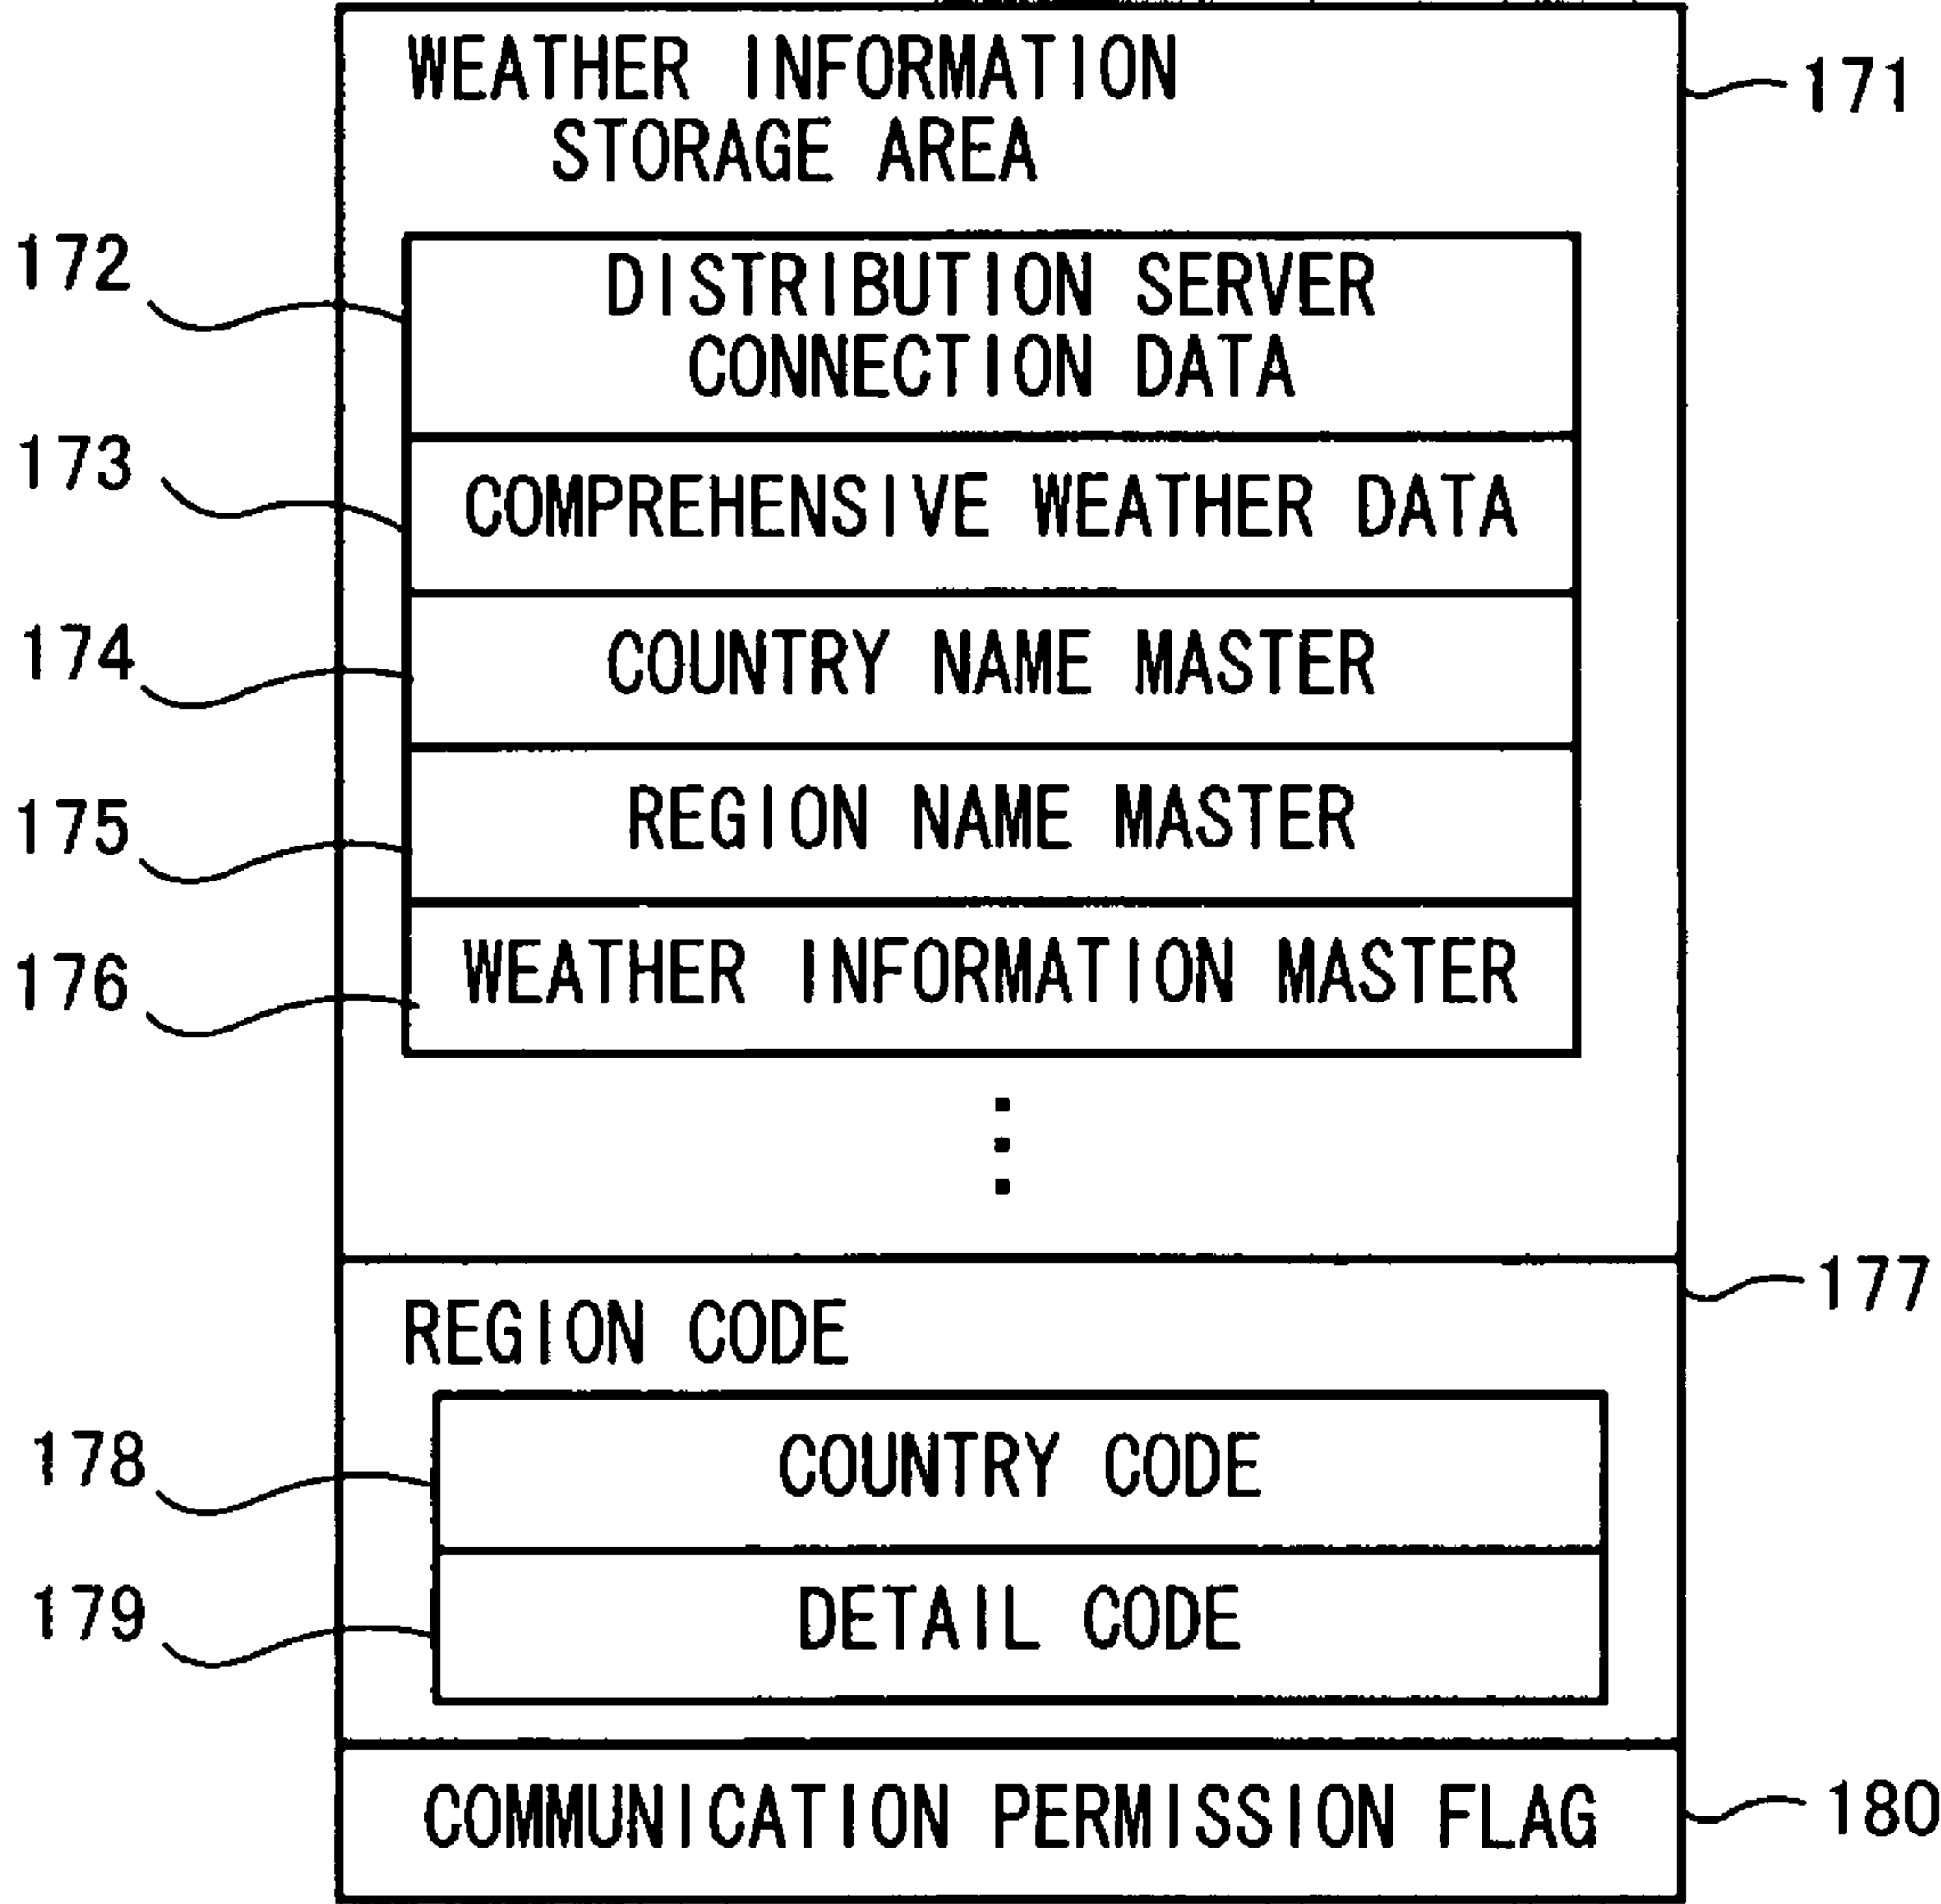 WEATHER INFORMATION
STORAGE AREA
171
172
DISTRIBUTION SERVER
CONNECTION DATA
173
COMPREHENSIVE WEATHER DATA
174
COUNTRY NAME MASTER
175
REGION NAME MASTER
176
WEATHER INFORMATION MASTER
177
REGION CODE
178
COUNTRY CODE
179
DETAIL CODE
COMMUNICATION PERMISSION FLAG
180